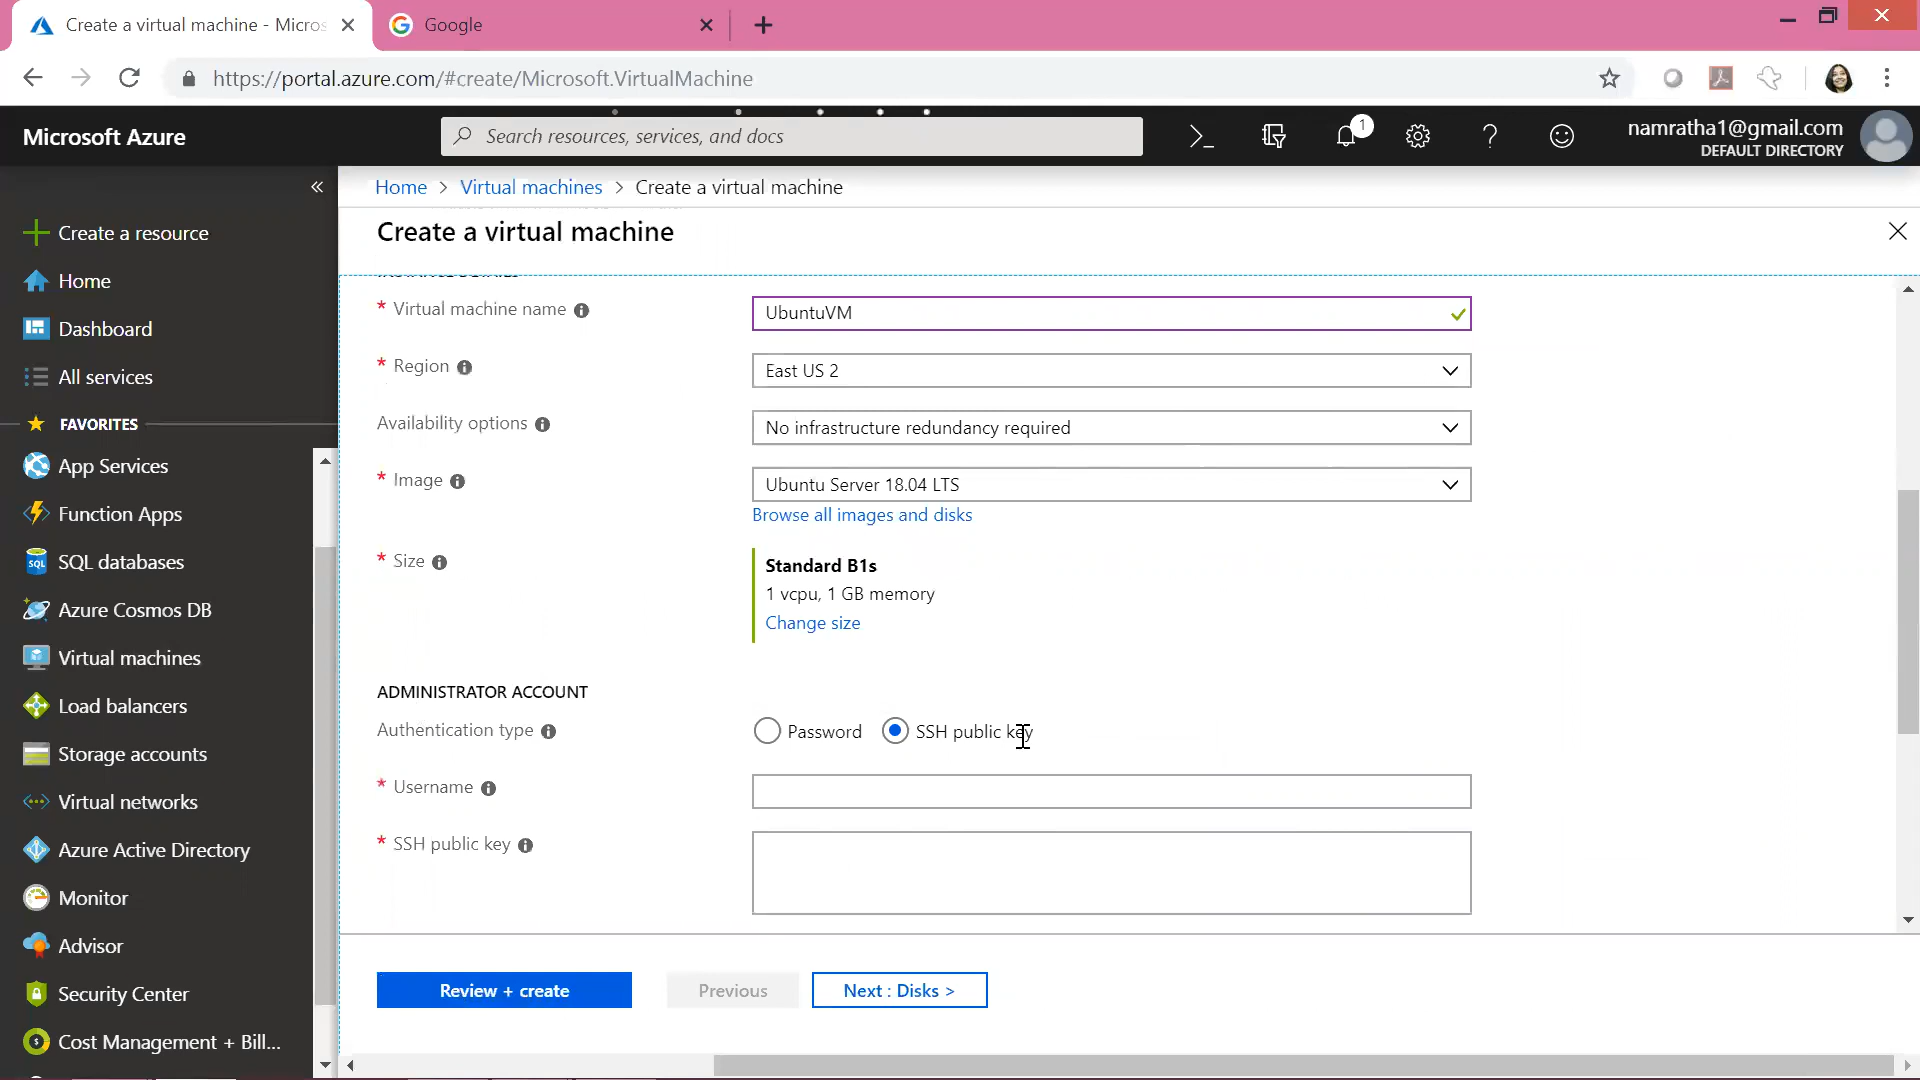 Create a virtual machine - Micros
Google
https://portal.azure.com/#create/Microsoft.VirtualMachine
Microsoft Azure
Search resources, services, and docs
1
namratha1@gmail.com
DEFAULT DIRECTORY
Home > Virtual machines > Create a virtual machine
Create a virtual machine
Create a resource
Home
Dashboard
All services
FAVORITES
App Services
Function Apps
SQL databases
Azure Cosmos DB
Virtual machines
Load balancers
Storage accounts
Virtual networks
Azure Active Directory
Monitor
Advisor
Security Center
Cost Management + Bill...
* Virtual machine name
UbuntuVM
* Region
East US 2
Availability options
No infrastructure redundancy required
* Image
Ubuntu Server 18.04 LTS
Browse all images and disks
* Size
Standard B1s
1 vcpu, 1 GB memory
Change size
ADMINISTRATOR ACCOUNT
Authentication type
Password
SSH public key
* Username
* SSH public key
Review + create
Previous
Next : Disks >